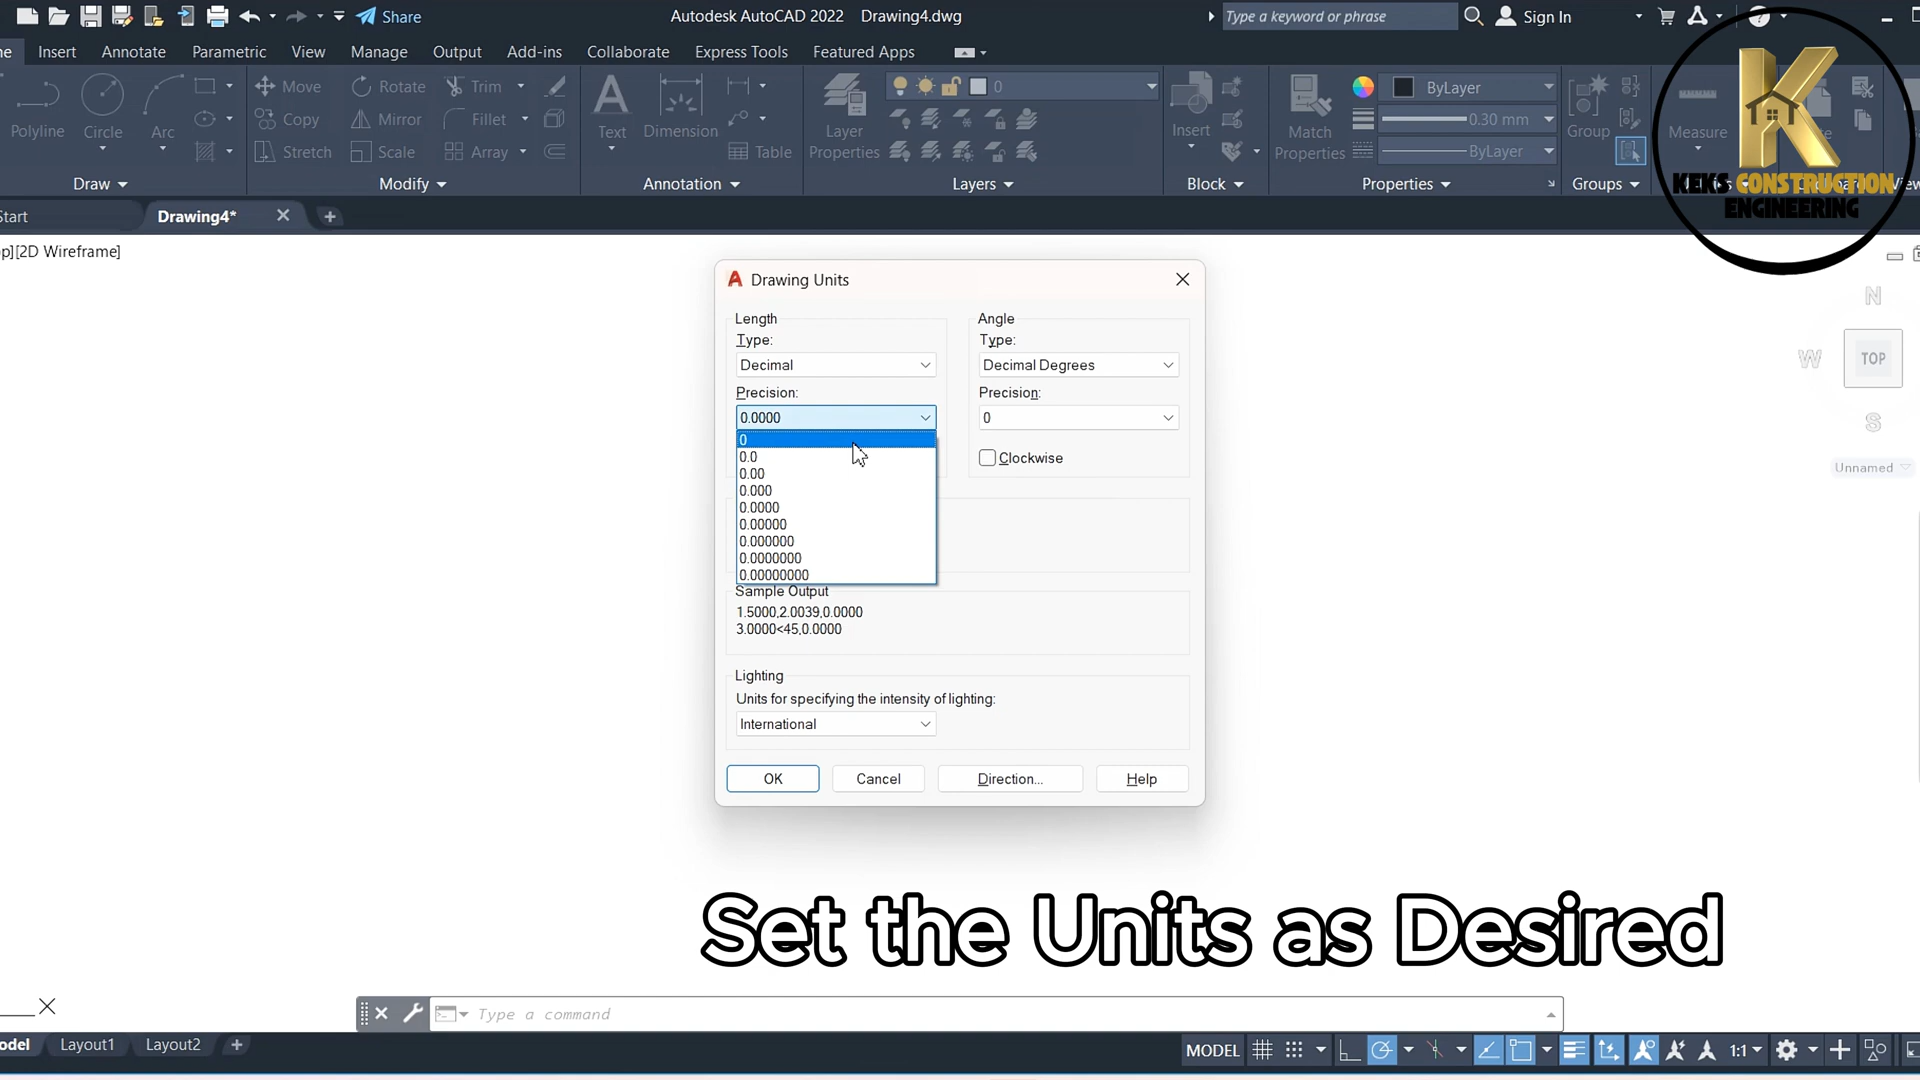 Share
Autodesk AutoCAD 2022 Drawing4.dwg
Type a keyword or phrase
Sign In
Insert Annotate Parametric View Manage Output Add-ins Collaborate Express Tools Featured Apps
Polyline
Circle
Arc
Move
Rotate
Trim
Copy
Mirror
Fillet
Stretch
Scale
Array
Text
Dimension
Table
Layer
Properties
0
Insert
Match
Properties
ByLayer
0.30 mm
ByLayer
Group
Measure
Draw Modify Annotation Layers Block Properties Groups
K
KEKS CONSTRUCTION
ENGINEERING
Start
Drawing4*
][2D Wireframe]
Drawing Units
Length
Type:
Decimal
Precision:
0.0000
0
0.0
0.00
0.000
0.0000
0.00000
0.000000
0.0000000
0.00000000
Angle
Type:
Decimal Degrees
Precision:
0
Clockwise
Sample Output
1.5000,2.0039,0.0000
3.0000<45,0.0000
Lighting
Units for specifying the intensity of lighting:
International
OK Cancel Direction... Help
N
W TOP
S
Unnamed
Set the Units as Desired
Type a command
Layout1 Layout2
MODEL 1:1